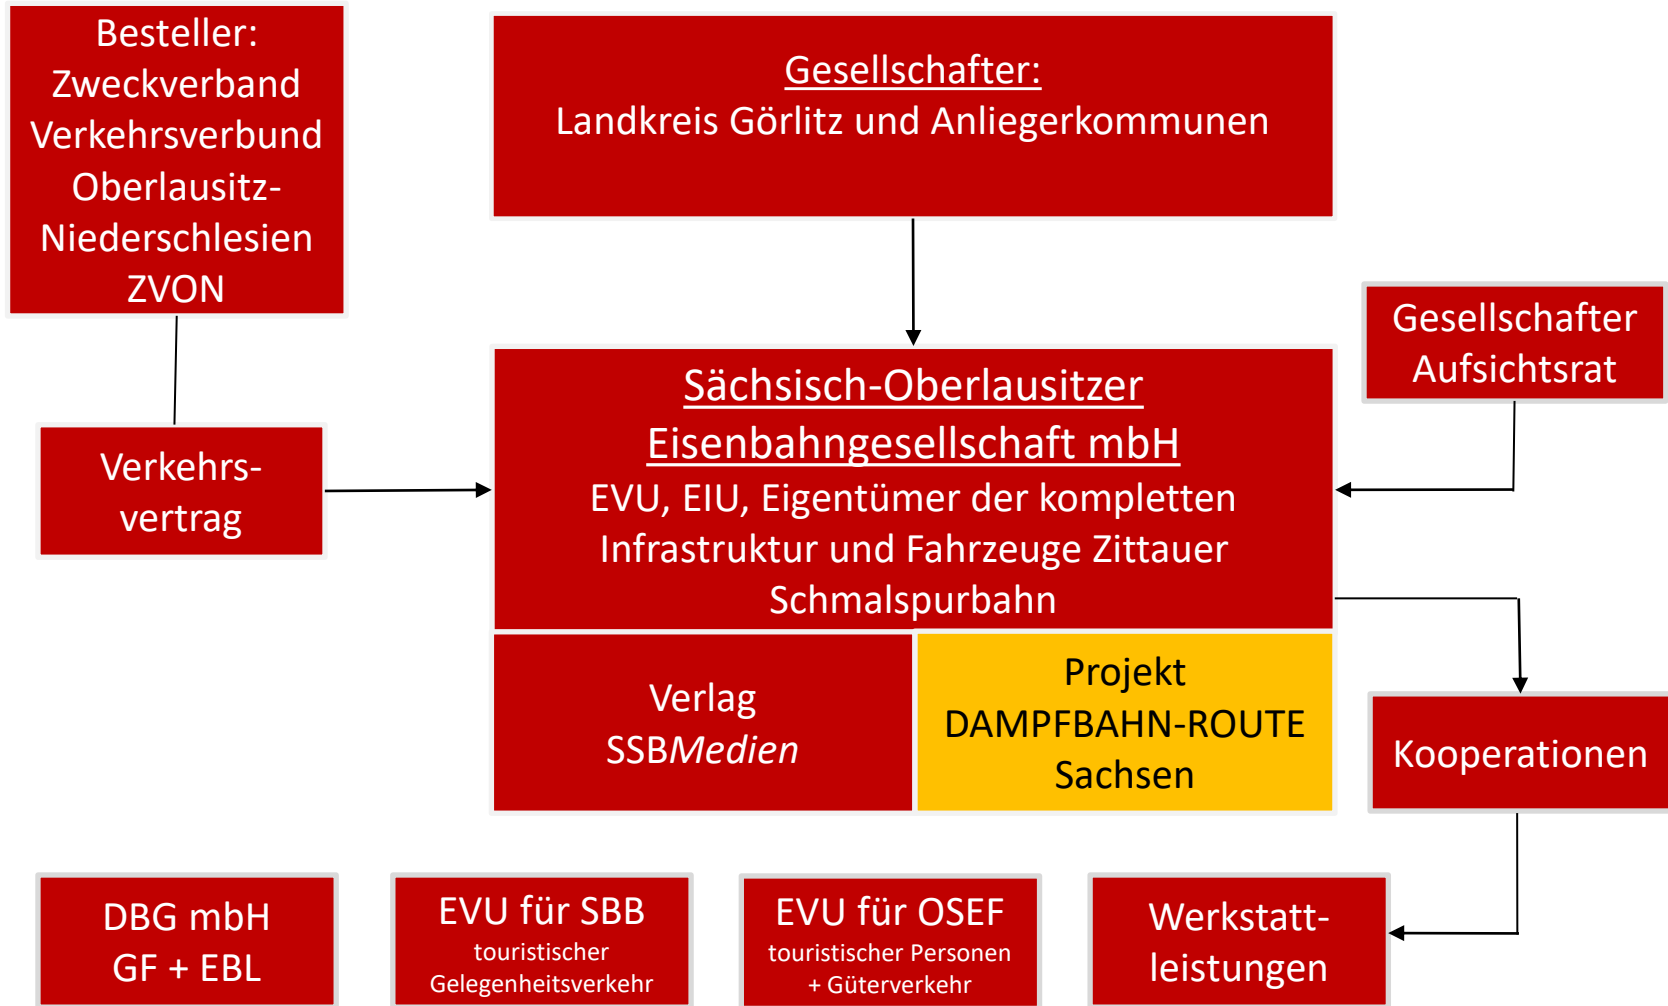 Besteller:
Zweckverband
Verkehrsverbund
Oberlausitz-
Niederschlesien
ZVON
Gesellschafter:
Landkreis Görlitz und Anliegerkommunen
Gesellschafter
Aufsichtsrat
Verkehrs-
vertrag
Sächsisch-Oberlausitzer
Eisenbahngesellschaft mbH
EVU, EIU, Eigentümer der kompletten
Infrastruktur und Fahrzeuge Zittauer
Schmalspurbahn
Verlag
SSBMedien
Projekt
DAMPFBAHN-ROUTE
Sachsen
Kooperationen
DBG mbH
GF + EBL
EVU für SBB
touristischer
Gelegenheitsverkehr
EVU für OSEF
touristischer Personen
+ Güterverkehr
Werkstatt-
leistungen